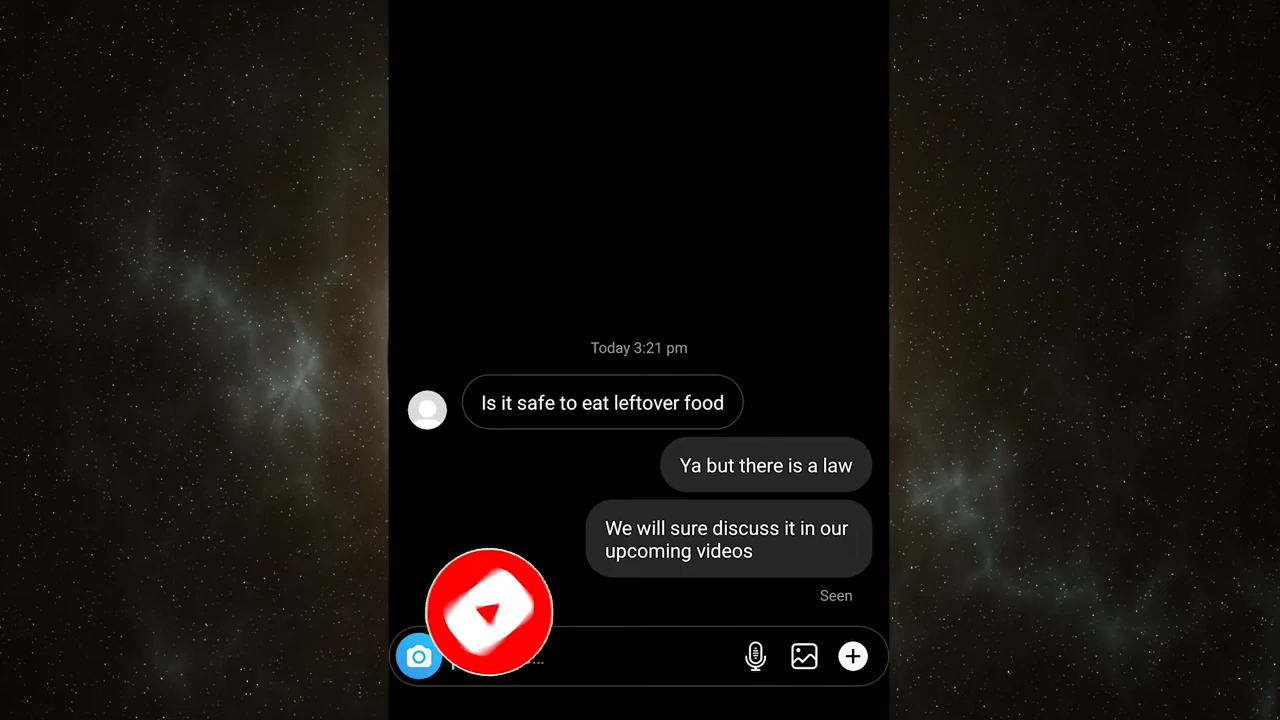 Today 3:21 pm
Is it safe to eat leftover food
Ya but there is a law
We will sure discuss it in our
upcoming videos
Seen